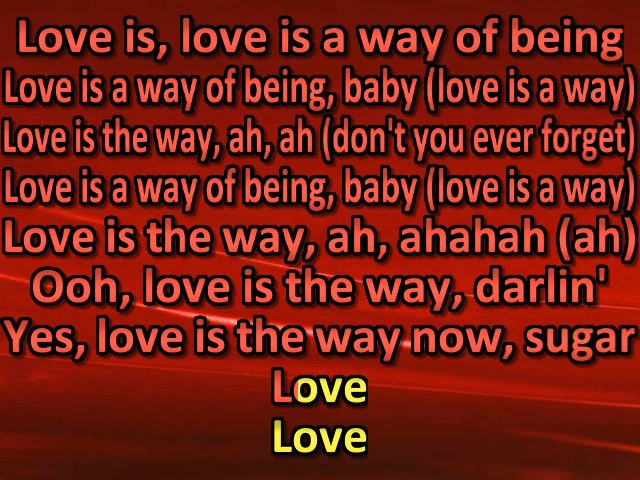 Love is, love is a way of being
Love is a way of being, baby (love is a way)
Love is the way, ah, ah (don't you ever forget)
Love is a way of being, baby (love is a way)
Love is the way, ah, ahahah (ah)
Ooh, love is the way, darlin'
Yes, love is the way now, sugar
Love
Love